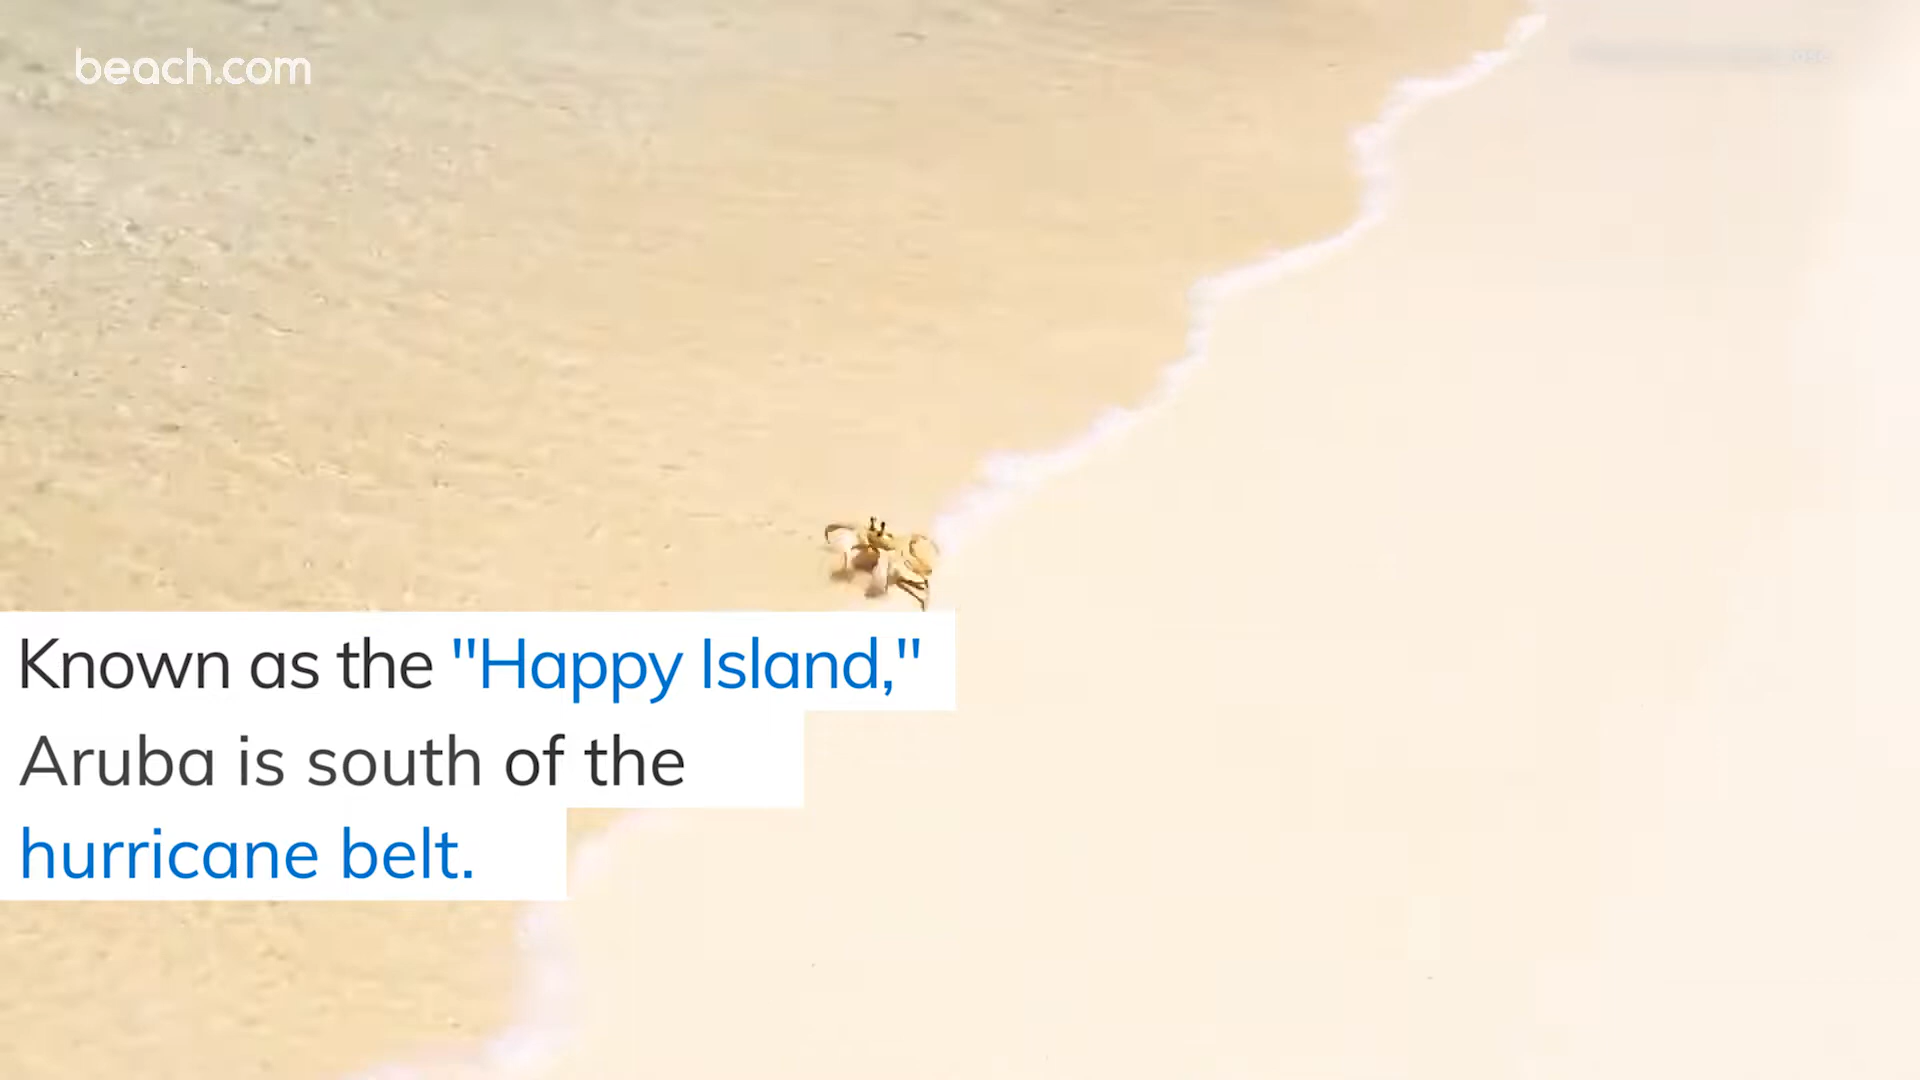 beach.com
Known as the "Happy Island,"
Aruba is south of the
hurricane belt.